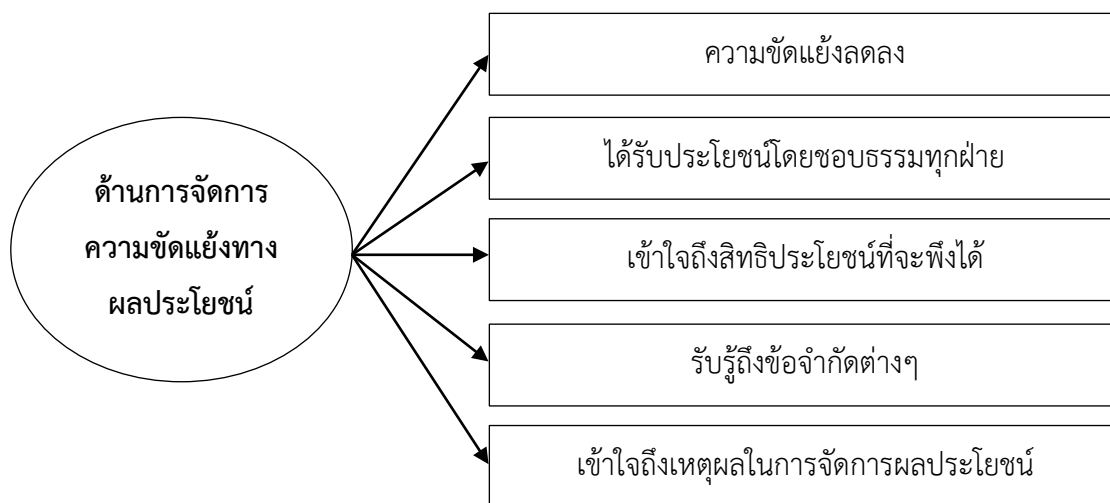 ด้านการจัดการ
ความขัดแย้งทาง
ผลประโยชน์
ความขัดแย้งลดลง
ได้รับประโยชน์โดยชอบธรรมทุกฝ่าย
เข้าใจถึงสิทธิประโยชน์ที่จะพึงได้
รับรู้ถึงข้อจำกัดต่างๆ
เข้าใจถึงเหตุผลในการจัดการผลประโยชน์